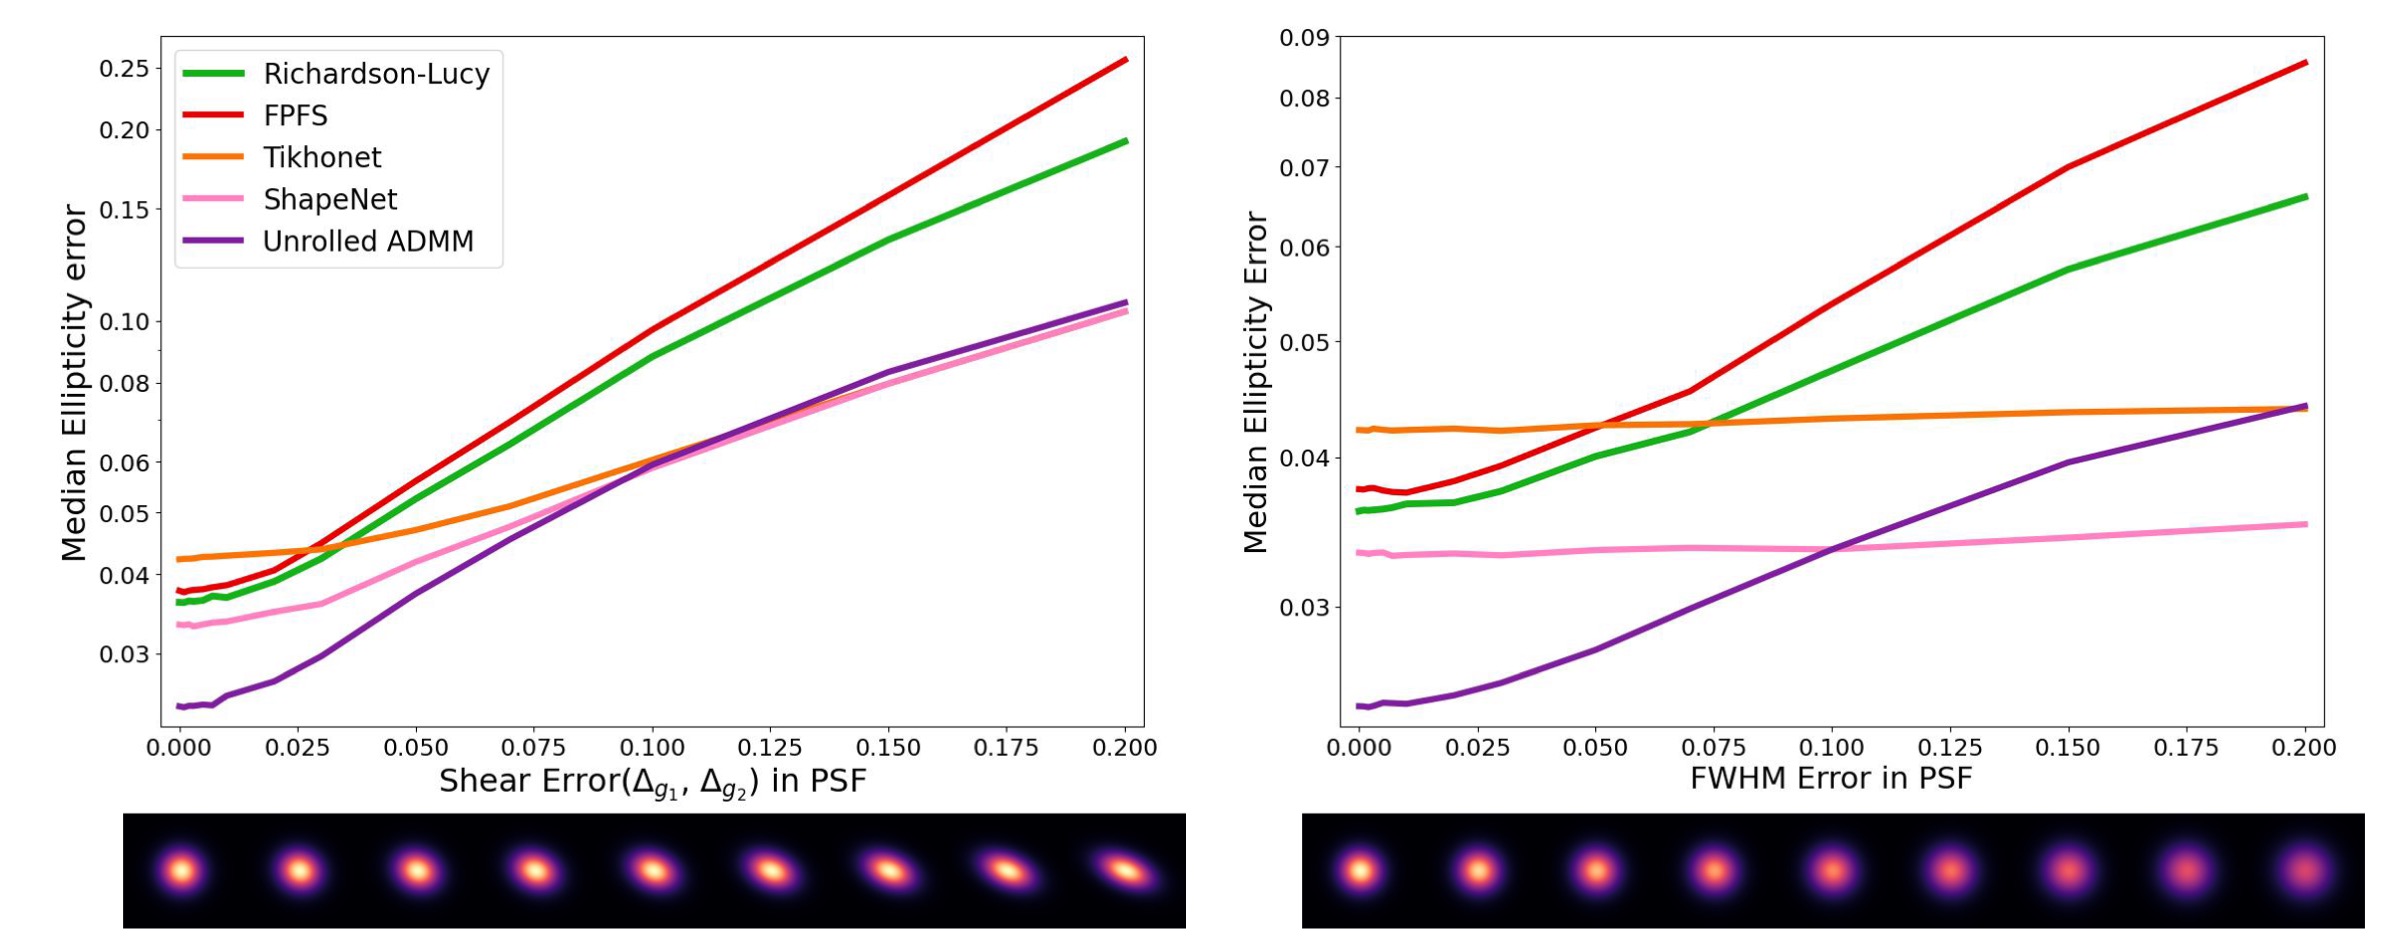 0.25
0.20
0.15
0.10
0.08
0.06
0.05
0.04
0.03
Median Ellipticity error
Richardson-Lucy
FPFS
Tikhonet
ShapeNet
Unrolled ADMM
0.000 0.025 0.050 0.075 0.100 0.125 0.150 0.175 0.200
Shear Error(Δg₁, Δg₂) in PSF
0.09
0.08
0.07
0.06
0.05
0.04
0.03
Median Ellipticity Error
0.000 0.025 0.050 0.075 0.100 0.125 0.150 0.175 0.200
FWHM Error in PSF